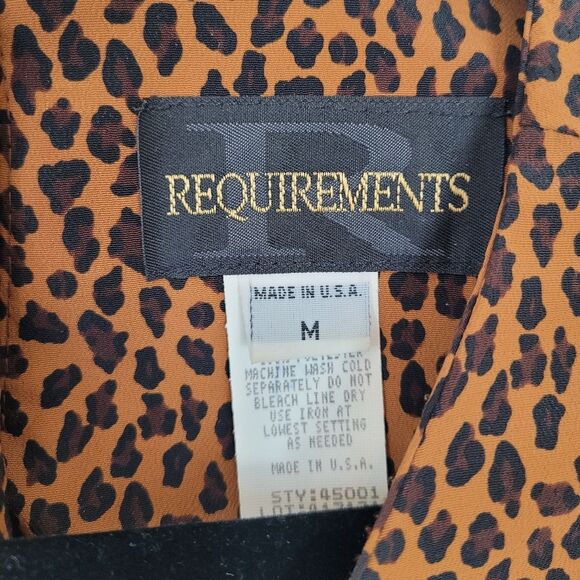 R
REQUIREMENTS
MADE IN U.S.A.
M
POLYESTER
MACHINE WASH COLD
SEPARATELY DO NOT
BLEACH LINE DRY
USE IRON AT
LOWEST SETTING
AS NEEDED
MADE IN U.S.A.
STY:45001